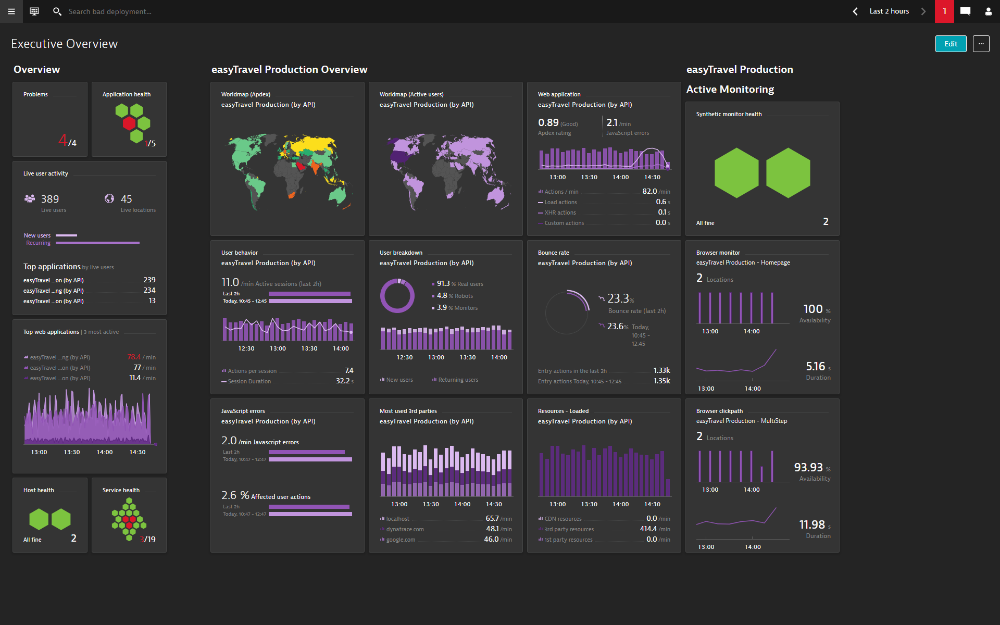 Search bad deployment...
Last 2 hours
1
Executive Overview
Edit
...
Overview
Problems
4/4
Application health
1/5
Live user activity
389
Live users
45
Live locations
New users
Recurring
Top applications by live users
easyTravel ...on (by API) 239
easyTravel ...ng (by API) 234
easyTravel ...on (by API) 13
Top web applications | 3 most active
easyTravel ...ng (by API) 78.4 / min
easyTravel ...on (by API) 77 / min
easyTravel ...on (by API) 11.4 / min
13:00 13:30 14:00 14:30
Host health
All fine 2
Service health
3/19
easyTravel Production Overview
Worldmap (Apdex)
easyTravel Production (by API)
Worldmap (Active users)
easyTravel Production (by API)
Web application
easyTravel Production (by API)
0.89 (Good)
Apdex rating
2.1 /min
JavaScript errors
13:00 13:30 14:00 14:30
Actions / min 82.0 /min
Load actions 0.6 s
XHR actions 0.1 s
Custom actions 0.0 s
User behavior
easyTravel Production (by API)
11.0 /min Active sessions (last 2h)
Last 2h
Today, 10:45 - 12:45
12:30 13:00 13:30 14:00
Actions per session 7.4
Session Duration 32.2 s
User breakdown
easyTravel Production (by API)
91.3 % Real users
4.8 % Robots
3.9 % Monitors
12:30 13:00 13:30 14:00
New users Returning users
Bounce rate
easyTravel Production (by API)
23.3%
Bounce rate (last 2h)
23.6% Today,
10:45 -
12:45
Entry actions in the last 2h 1.33k
Entry actions Today, 10:45 - 12:45 1.35k
JavaScript errors
easyTravel Production (by API)
2.0 /min Javascript errors
Last 2h
Today, 10:47 - 12:47
2.6 % Affected user actions
Last 2h
Today, 10:47 - 12:47
Most used 3rd parties
easyTravel Production (by API)
13:00 13:30 14:00 14:30
localhost 65.7 /min
dynatrace.com 48.1 /min
google.com 46.0 /min
Resources - Loaded
easyTravel Production (by API)
13:00 13:30 14:00 14:30
CDN resources 0.0 /min
3rd party resources 414.4 /min
1st party resources 0.0 /min
easyTravel Production
Active Monitoring
Synthetic monitor health
All fine 2
Browser monitor
easyTravel Production - Homepage
2 Locations
100 %
Availability
13:00 14:00
5.16 s
Duration
13:00 14:00
Browser clickpath
easyTravel Production - MultiStep
2 Locations
93.93 %
Availability
13:00 14:00
11.98 s
Duration
13:00 14:00